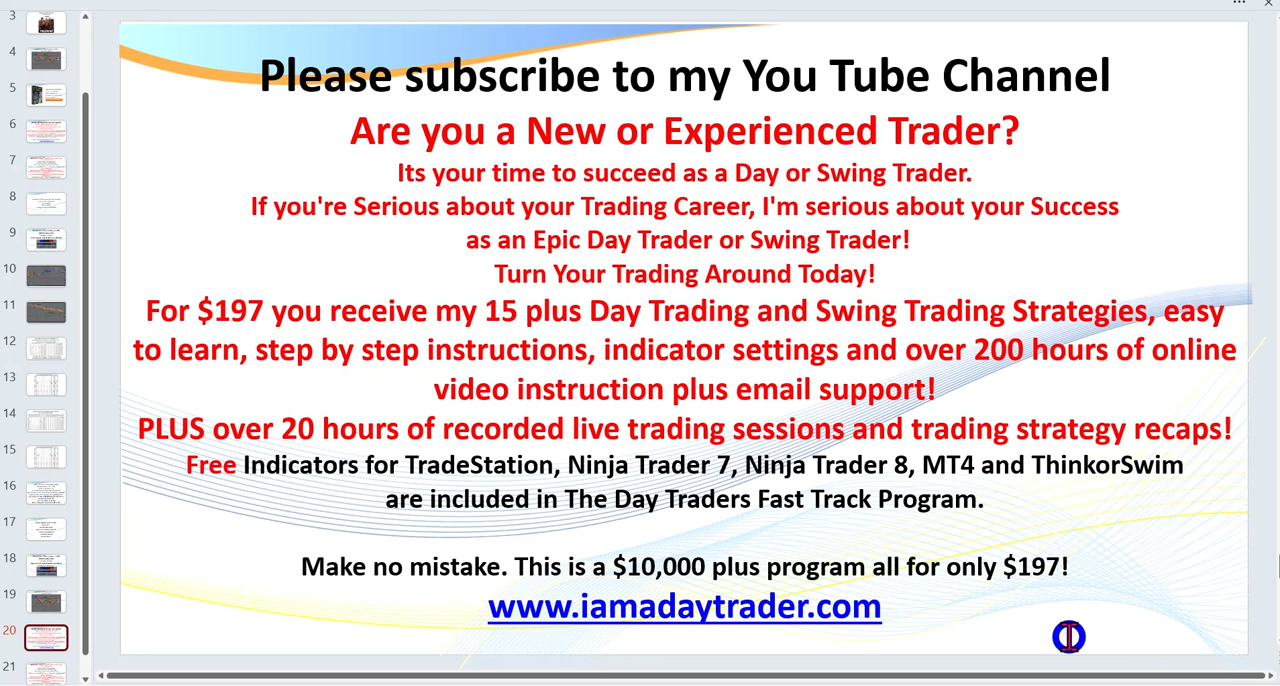 3
4
5
6
7
8
9
10
11
12
13
14
15
16
17
18
19
20
21
Please subscribe to my You Tube Channel
Are you a New or Experienced Trader?
Its your time to succeed as a Day or Swing Trader.
If you're Serious about your Trading Career, I'm serious about your Success
as an Epic Day Trader or Swing Trader!
Turn Your Trading Around Today!
For $197 you receive my 15 plus Day Trading and Swing Trading Strategies, easy
to learn, step by step instructions, indicator settings and over 200 hours of online
video instruction plus email support!
PLUS over 20 hours of recorded live trading sessions and trading strategy recaps!
Free Indicators for TradeStation, Ninja Trader 7, Ninja Trader 8, MT4 and ThinkorSwim
are included in The Day Traders Fast Track Program.
Make no mistake. This is a $10,000 plus program all for only $197!
www.iamadaytrader.com